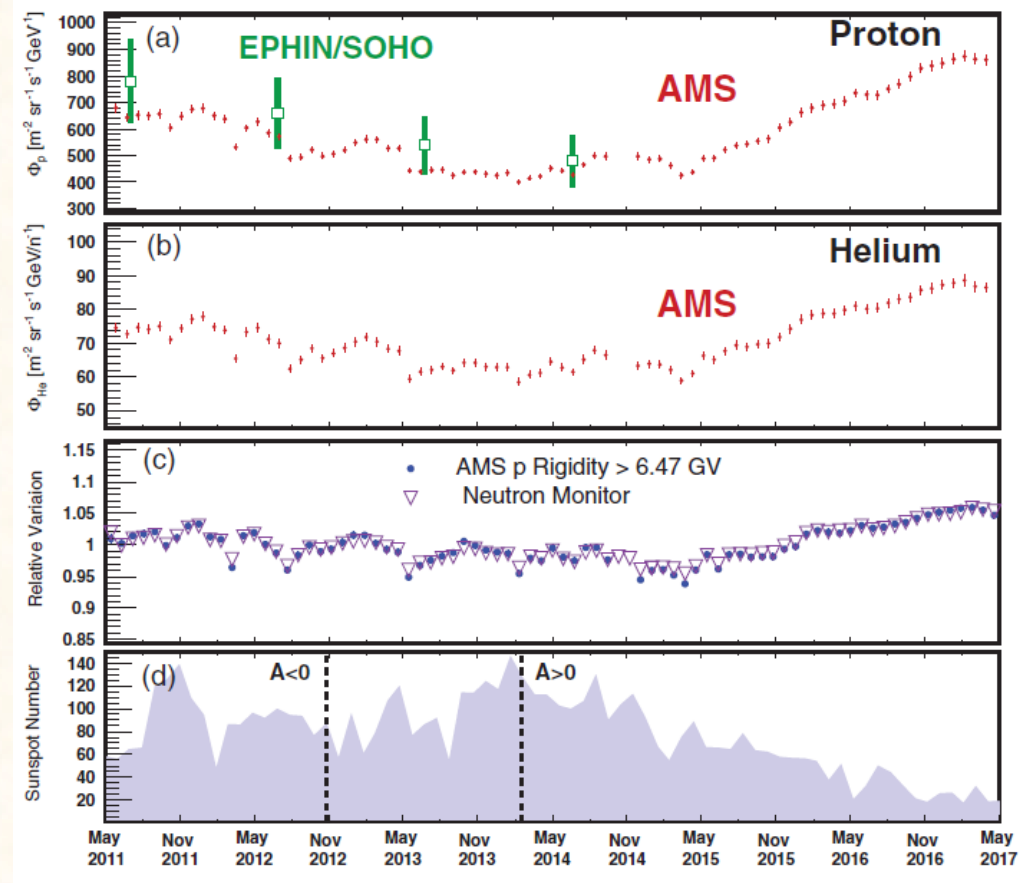 (a)
EPHIN/SOHO
Proton
AMS
Φp [m-2 sr-1 s-1 GeV-1]
1000
900
800
700
600
500
400
300
(b)
Helium
AMS
ΦHe [m-2 sr-1 s-1 GeV/n-1]
100
90
80
70
60
50
(c)
AMS p Rigidity > 6.47 GV
Neutron Monitor
Relative Variaion
1.15
1.1
1.05
1
0.95
0.9
0.85
(d)
A<0
A>0
Sunspot Number
140
120
100
80
60
40
20
May Nov May Nov May Nov May Nov May Nov May Nov May
2011 2011 2012 2012 2013 2013 2014 2014 2015 2015 2016 2016 2017